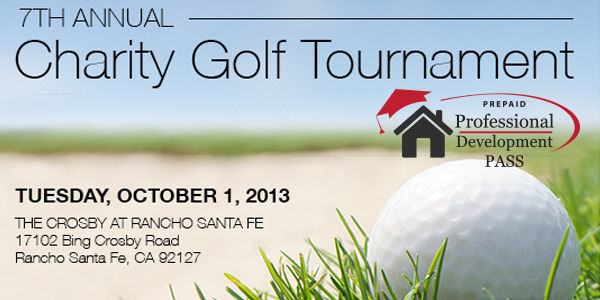 7TH ANNUAL
Charity Golf Tournament
PREPAID
Professional
Development
PASS
TUESDAY, OCTOBER 1, 2013
THE CROSBY AT RANCHO SANTA FE
17102 Bing Crosby Road
Rancho Santa Fe, CA 92127